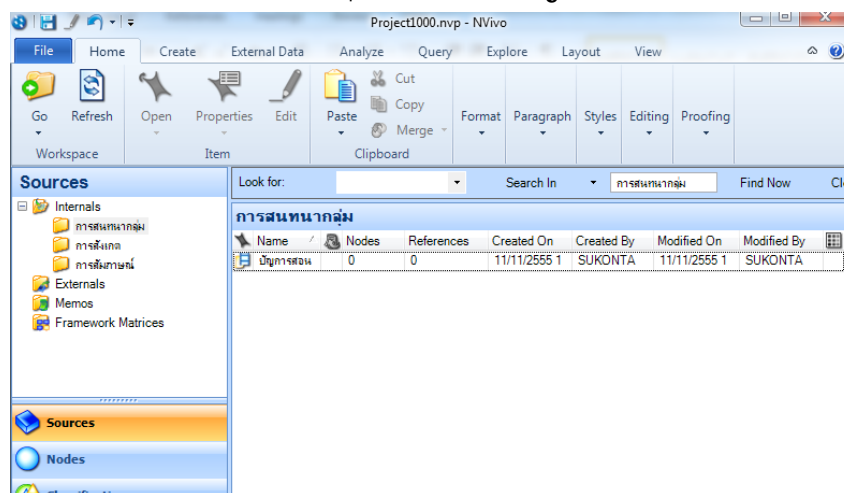 Project1000.nvp - NVivo
File Home Create External Data Analyze Query Explore Layout View
Go Refresh Open Properties Edit Paste Cut Copy Merge Format Paragraph Styles Editing Proofing
Workspace Item Clipboard
Sources
Look for: Search In การสนทนากลุ่ม Find Now
Internals
การสนทนากลุ่ม
การสังเกต
การสัมภาษณ์
Externals
Memos
Framework Matrices
การสนทนากลุ่ม
Name Nodes References Created On Created By Modified On Modified By
ปัญการสอน 0 0 11/11/2555 1 SUKONTA 11/11/2555 1 SUKONTA
Sources
Nodes